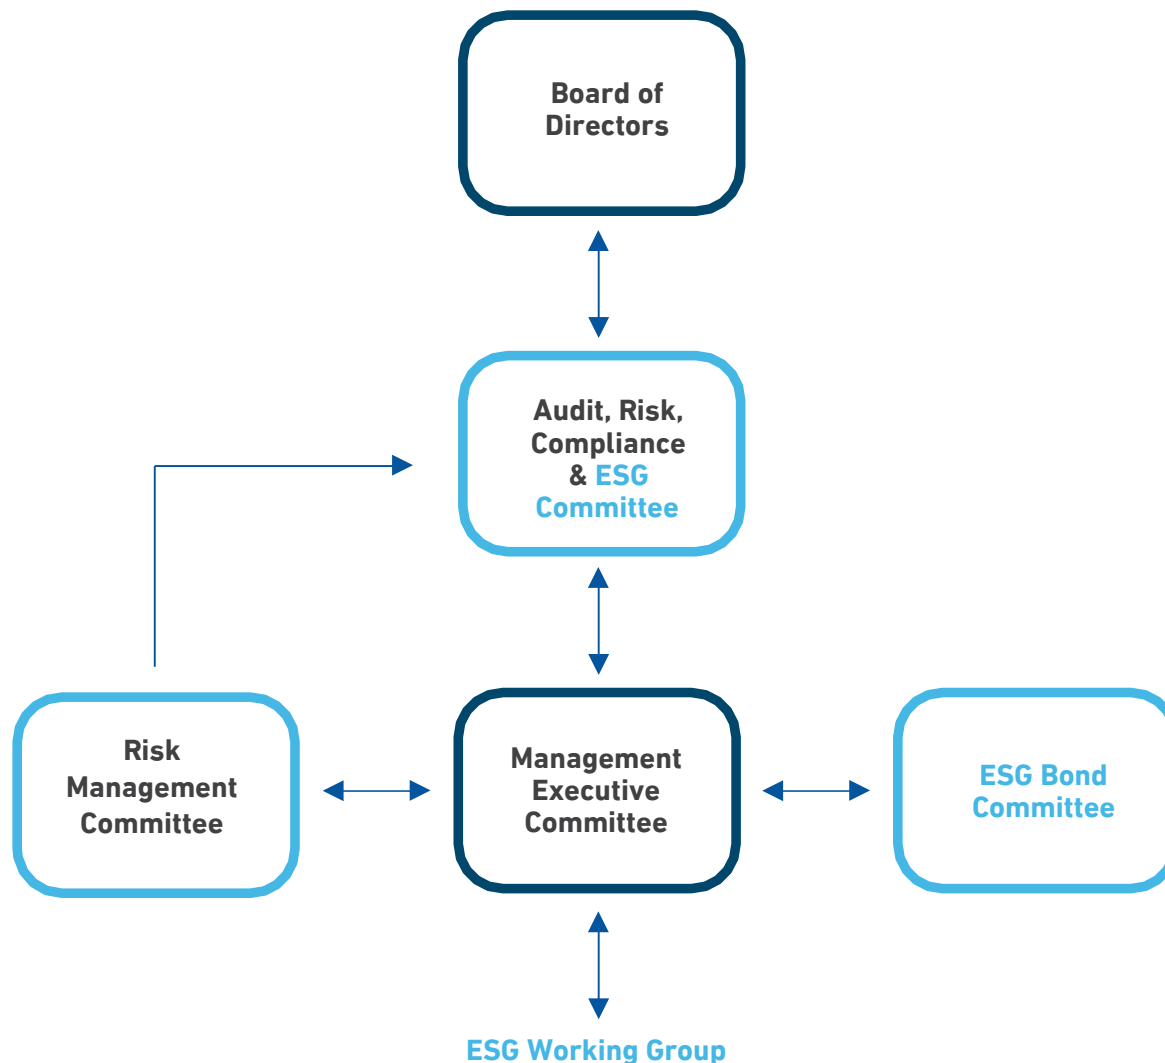 Board of
Directors
Audit, Risk,
Compliance
& ESG
Committee
Risk
Management
Committee
Management
Executive
Committee
ESG Bond
Committee
ESG Working Group